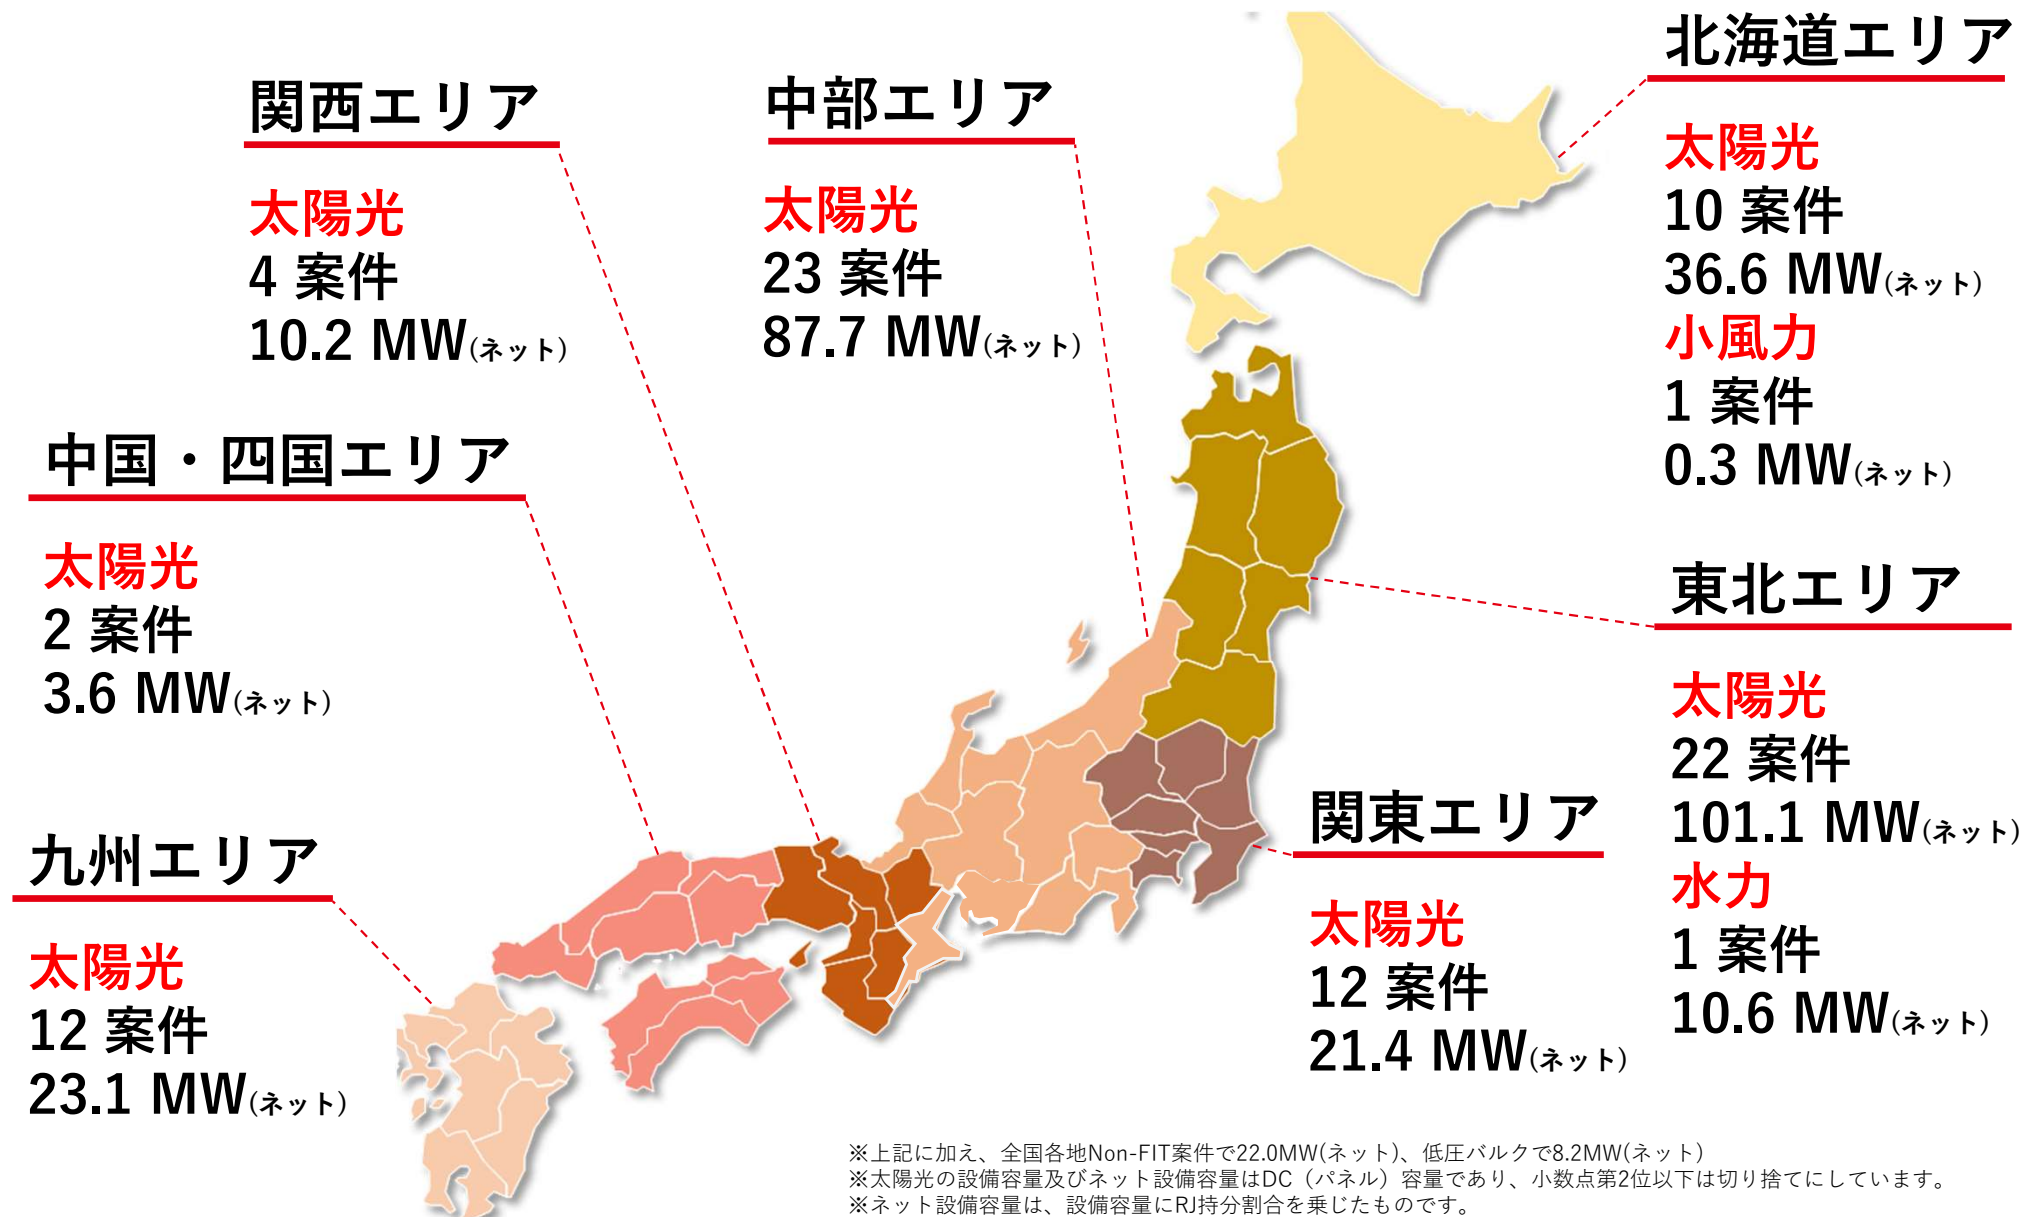 関西エリア
太陽光
4 案件
10.2 MW(ネット)
中部エリア
太陽光
23 案件
87.7 MW(ネット)
北海道エリア
太陽光
10 案件
36.6 MW(ネット)
小風力
1 案件
0.3 MW(ネット)
中国・四国エリア
太陽光
2 案件
3.6 MW(ネット)
東北エリア
太陽光
22 案件
101.1 MW(ネット)
水力
1 案件
10.6 MW(ネット)
九州エリア
太陽光
12 案件
23.1 MW(ネット)
関東エリア
太陽光
12 案件
21.4 MW(ネット)
※上記に加え、全国各地Non-FIT案件で22.0MW(ネット)、低圧バルクで8.2MW(ネット)
※太陽光の設備容量及びネット設備容量はDC（パネル）容量であり、小数点第2位以下は切り捨てにしています。
※ネット設備容量は、設備容量にRJ持分割合を乗じたものです。